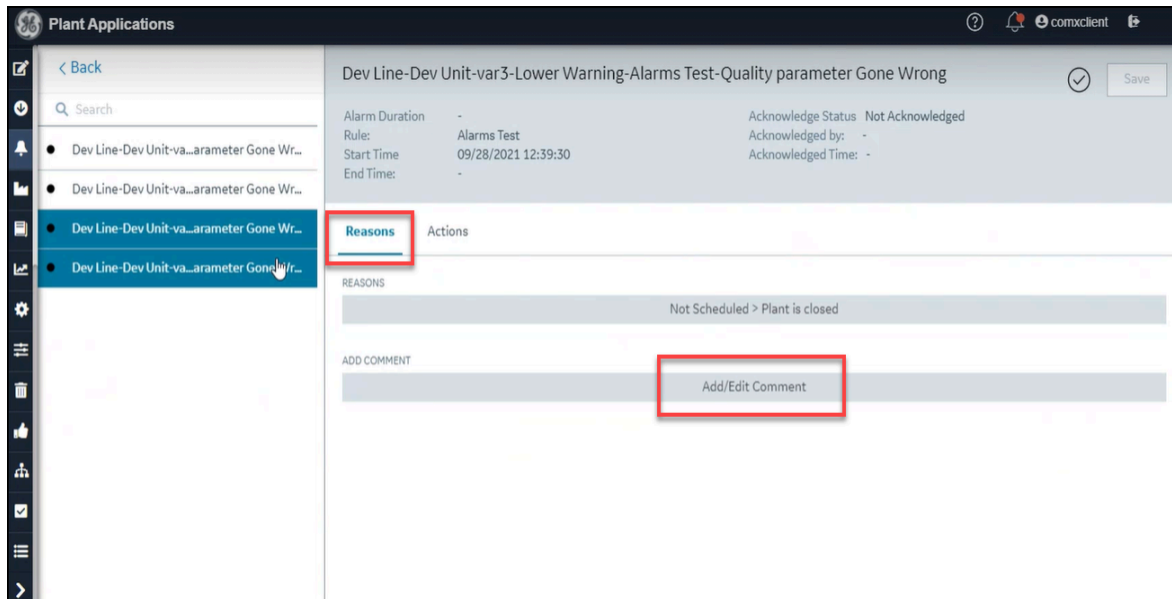 Plant Applications
comxclient
< Back
Search
Dev Line-Dev Unit-va...arameter Gone Wr...
Dev Line-Dev Unit-va...arameter Gone Wr...
Dev Line-Dev Unit-va...arameter Gone Wr...
Dev Line-Dev Unit-va...arameter Gone Wr...
Dev Line-Dev Unit-var3-Lower Warning-Alarms Test-Quality parameter Gone Wrong
Save
Alarm Duration - Acknowledge Status Not Acknowledged
Rule: Alarms Test Acknowledged by: -
Start Time 09/28/2021 12:39:30 Acknowledged Time: -
End Time: -
Reasons Actions
REASONS
Not Scheduled > Plant is closed
ADD COMMENT
Add/Edit Comment